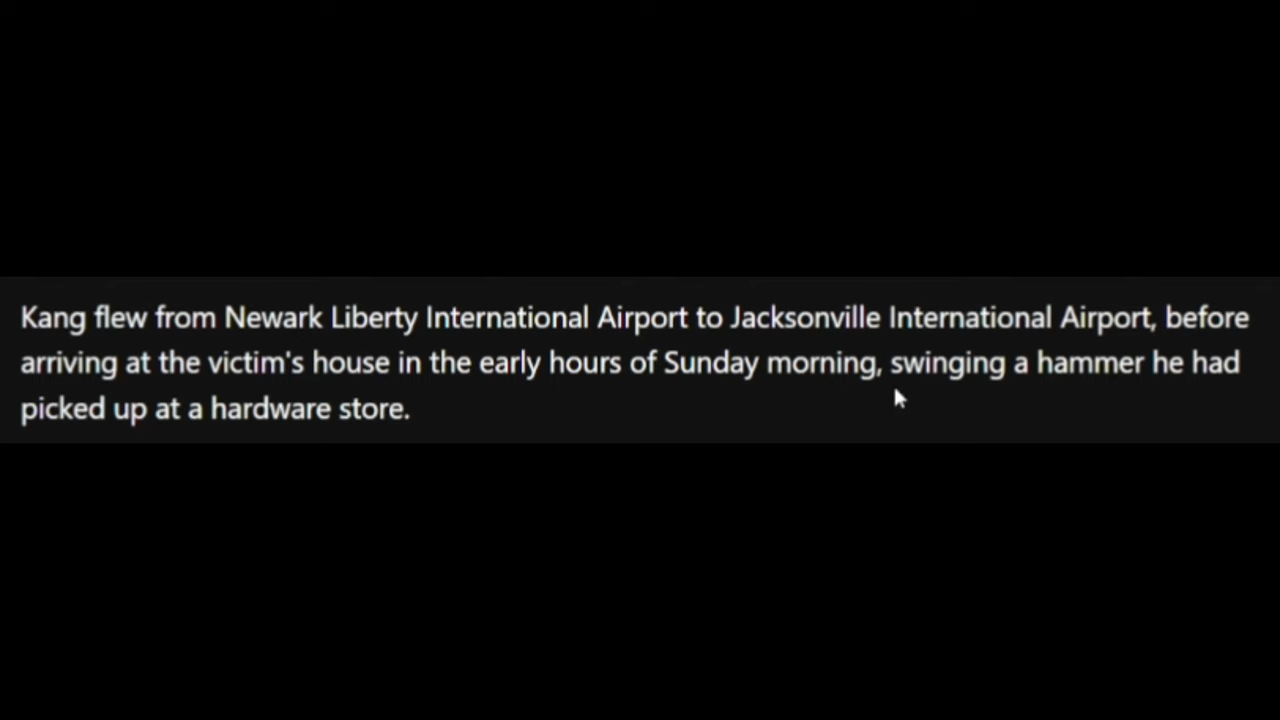 Kang flew from Newark Liberty International Airport to Jacksonville International Airport, before
arriving at the victim's house in the early hours of Sunday morning, swinging a hammer he had
picked up at a hardware store.